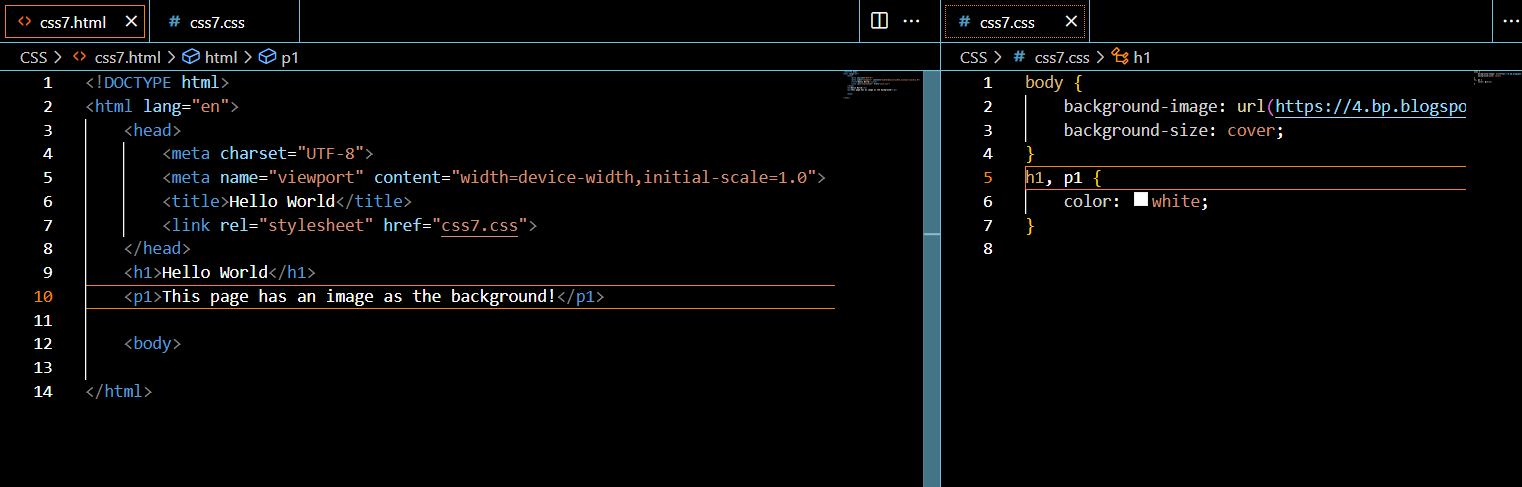 css7.html
css7.css
CSS > css7.html > html > p1
1 <!DOCTYPE html>
2 <html lang="en">
3 <head>
4 <meta charset="UTF-8">
5 <meta name="viewport" content="width=device-width,initial-scale=1.0">
6 <title>Hello World</title>
7 <link rel="stylesheet" href="css7.css">
8 </head>
9 <h1>Hello World</h1>
10 <p1>This page has an image as the background!</p1>
11
12 <body>
13
14 </html>
css7.css
CSS > css7.css > h1
1 body {
2 background-image: url(https://4.bp.blogspo
3 background-size: cover;
4 }
5 h1, p1 {
6 color: white;
7 }
8